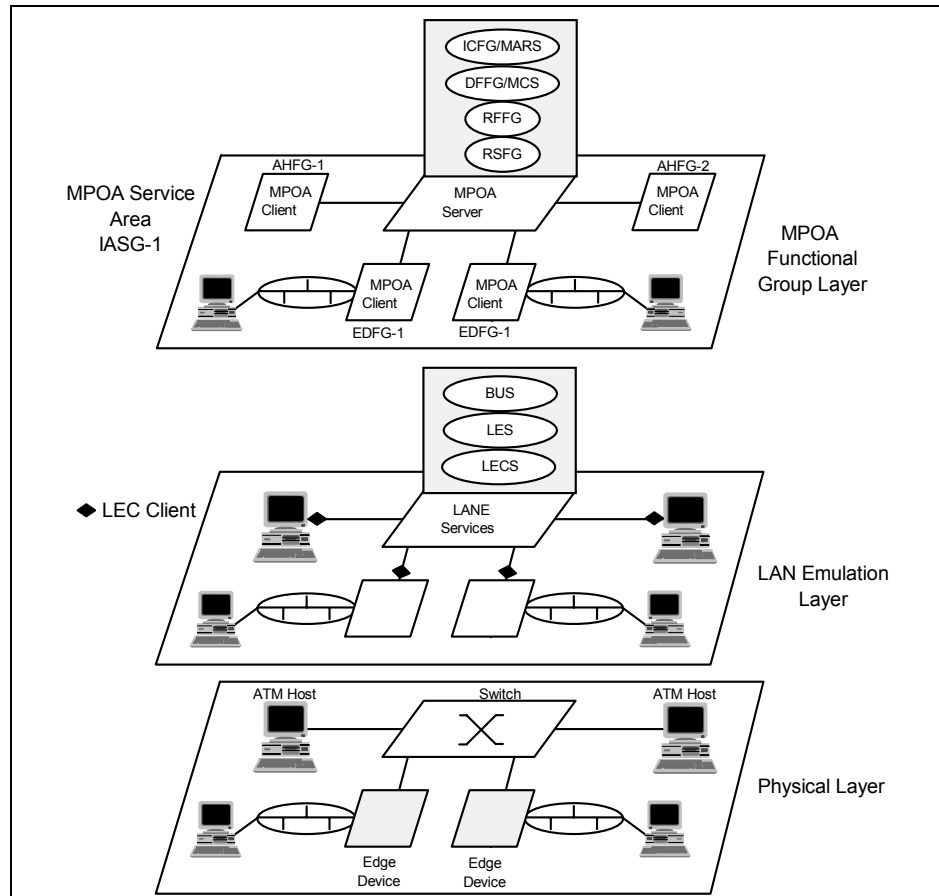 ICFG/MARS
DFFG/MCS
RFFG
RSFG
AHFG-1
AHFG-2
MPOA Service
Area
IASG-1
MPOA
Client
MPOA
Server
MPOA
Client
MPOA
Functional
Group Layer
MPOA
Client
MPOA
Client
EDFG-1
EDFG-1
BUS
LES
LECS
LEC Client
LANE
Services
LAN Emulation
Layer
ATM Host
Switch
ATM Host
Physical Layer
Edge
Device
Edge
Device